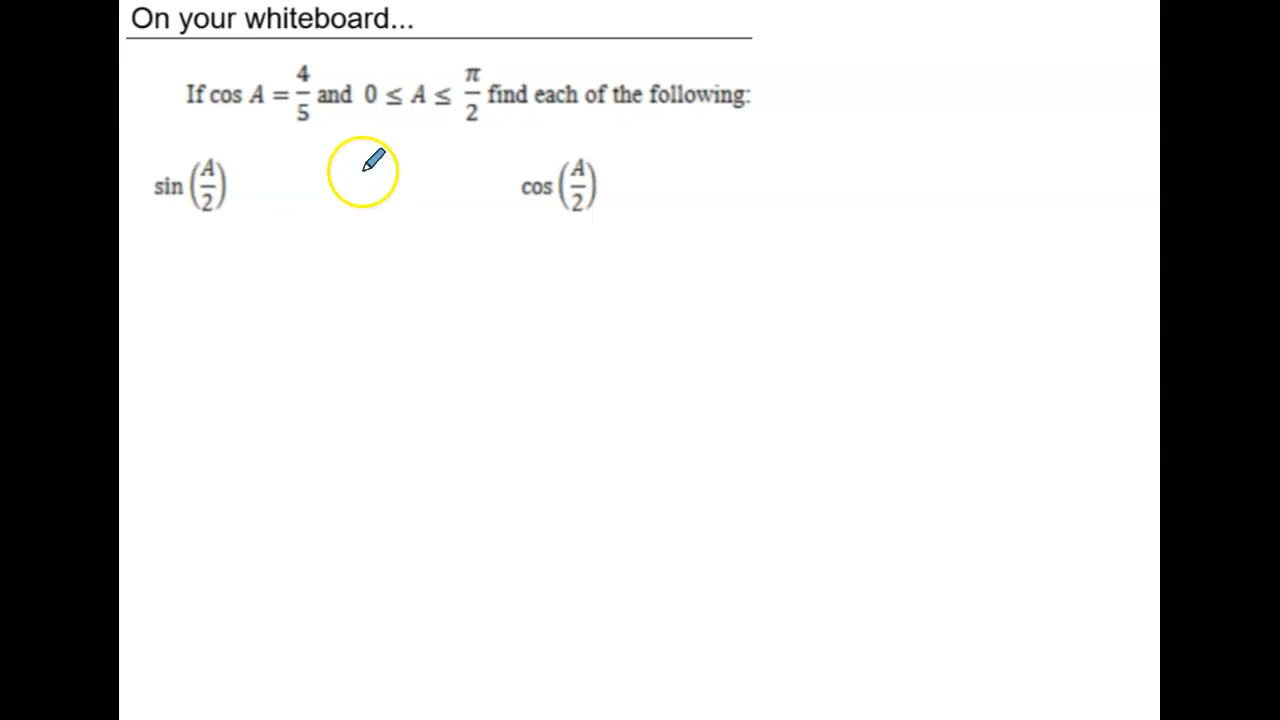 On your whiteboard...
If cos A = 4/5 and 0 ≤ A ≤ π/2 find each of the following:
sin (A/2) cos (A/2)